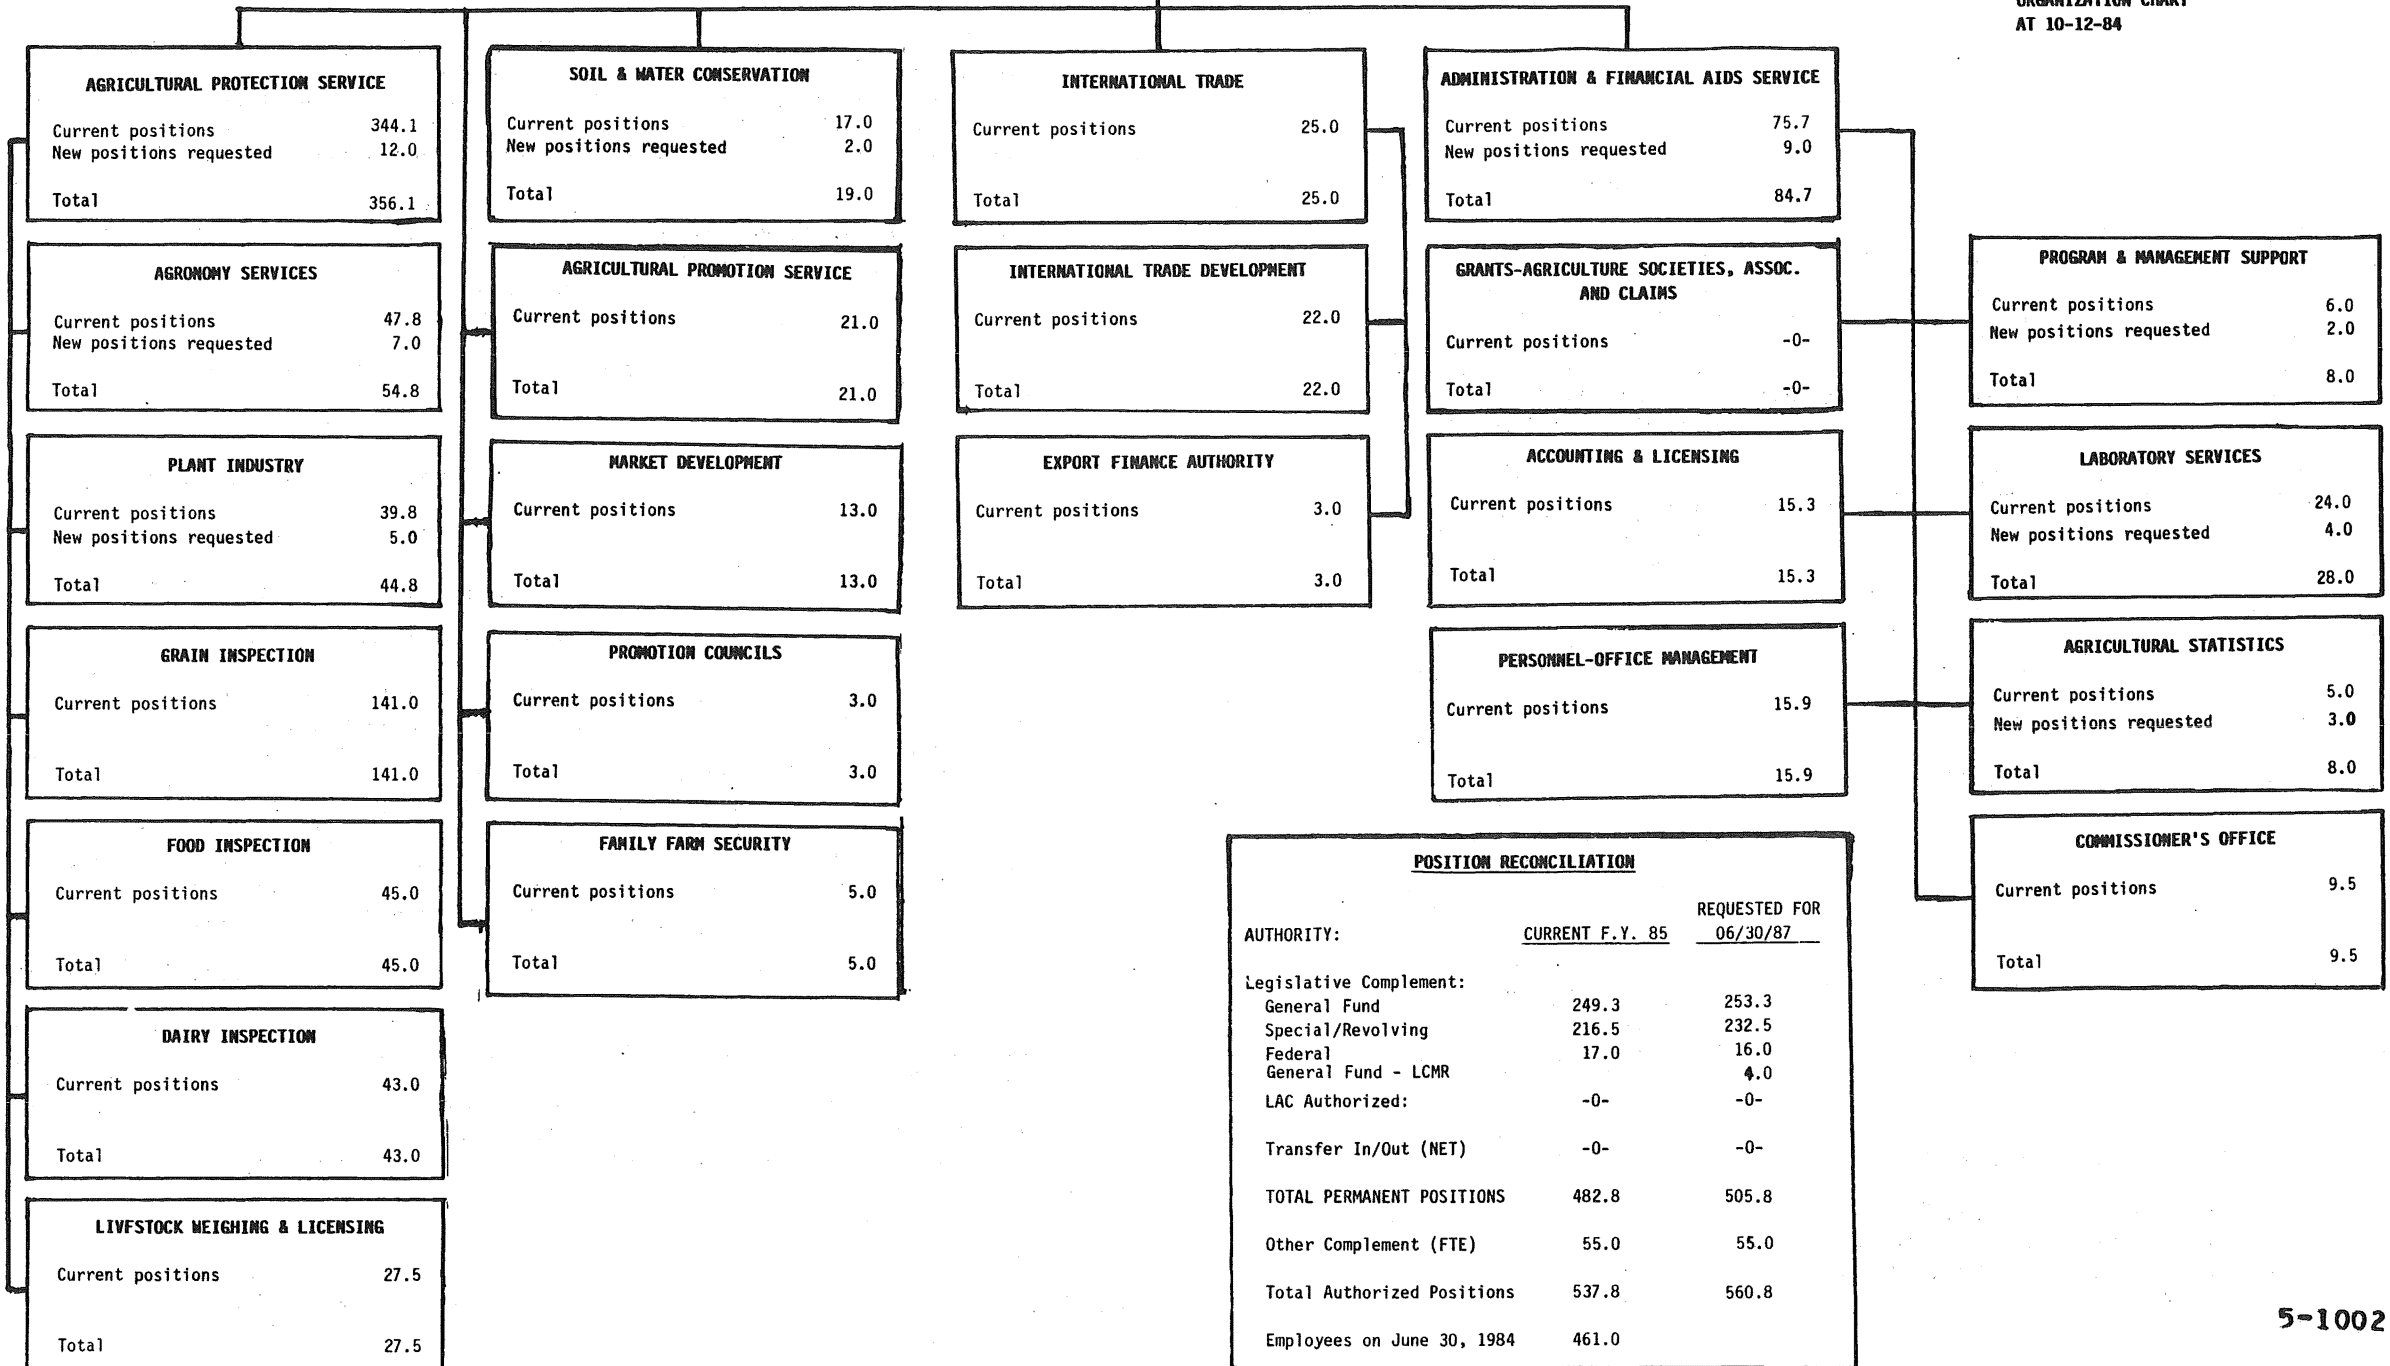 ORGANIZATION CHART
AT 10-12-84
AGRICULTURAL PROTECTION SERVICE
Current positions 344.1
New positions requested 12.0
Total 356.1
AGRONOMY SERVICES
Current positions 47.8
New positions requested 7.0
Total 54.8
PLANT INDUSTRY
Current positions 39.8
New positions requested 5.0
Total 44.8
GRAIN INSPECTION
Current positions 141.0
Total 141.0
FOOD INSPECTION
Current positions 45.0
Total 45.0
DAIRY INSPECTION
Current positions 43.0
Total 43.0
LIVFSTOCK WEIGHING & LICENSING
Current positions 27.5
Total 27.5
SOIL & WATER CONSERVATION
Current positions 17.0
New positions requested 2.0
Total 19.0
AGRICULTURAL PROMOTION SERVICE
Current positions 21.0
Total 21.0
MARKET DEVELOPMENT
Current positions 13.0
Total 13.0
PROMOTION COUNCILS
Current positions 3.0
Total 3.0
FAMILY FARM SECURITY
Current positions 5.0
Total 5.0
INTERNATIONAL TRADE
Current positions 25.0
Total 25.0
INTERNATIONAL TRADE DEVELOPMENT
Current positions 22.0
Total 22.0
EXPORT FINANCE AUTHORITY
Current positions 3.0
Total 3.0
ADMINISTRATION & FINANCIAL AIDS SERVICE
Current positions 75.7
New positions requested 9.0
Total 84.7
GRANTS-AGRICULTURE SOCIETIES, ASSOC.
AND CLAIMS
Current positions -0-
Total -0-
ACCOUNTING & LICENSING
Current positions 15.3
Total 15.3
PERSONNEL-OFFICE MANAGEMENT
Current positions 15.9
Total 15.9
PROGRAM & MANAGEMENT SUPPORT
Current positions 6.0
New positions requested 2.0
Total 8.0
LABORATORY SERVICES
Current positions 24.0
New positions requested 4.0
Total 28.0
AGRICULTURAL STATISTICS
Current positions 5.0
New positions requested 3.0
Total 8.0
COMMISSIONER'S OFFICE
Current positions 9.5
Total 9.5
POSITION RECONCILIATION
REQUESTED FOR
AUTHORITY: CURRENT F.Y. 85 06/30/87
Legislative Complement:
General Fund 249.3 253.3
Special/Revolving 216.5 232.5
Federal 17.0 16.0
General Fund - LCMR 4.0
LAC Authorized: -0- -0-
Transfer In/Out (NET) -0- -0-
TOTAL PERMANENT POSITIONS 482.8 505.8
Other Complement (FTE) 55.0 55.0
Total Authorized Positions 537.8 560.8
Employees on June 30, 1984 461.0
5-1002